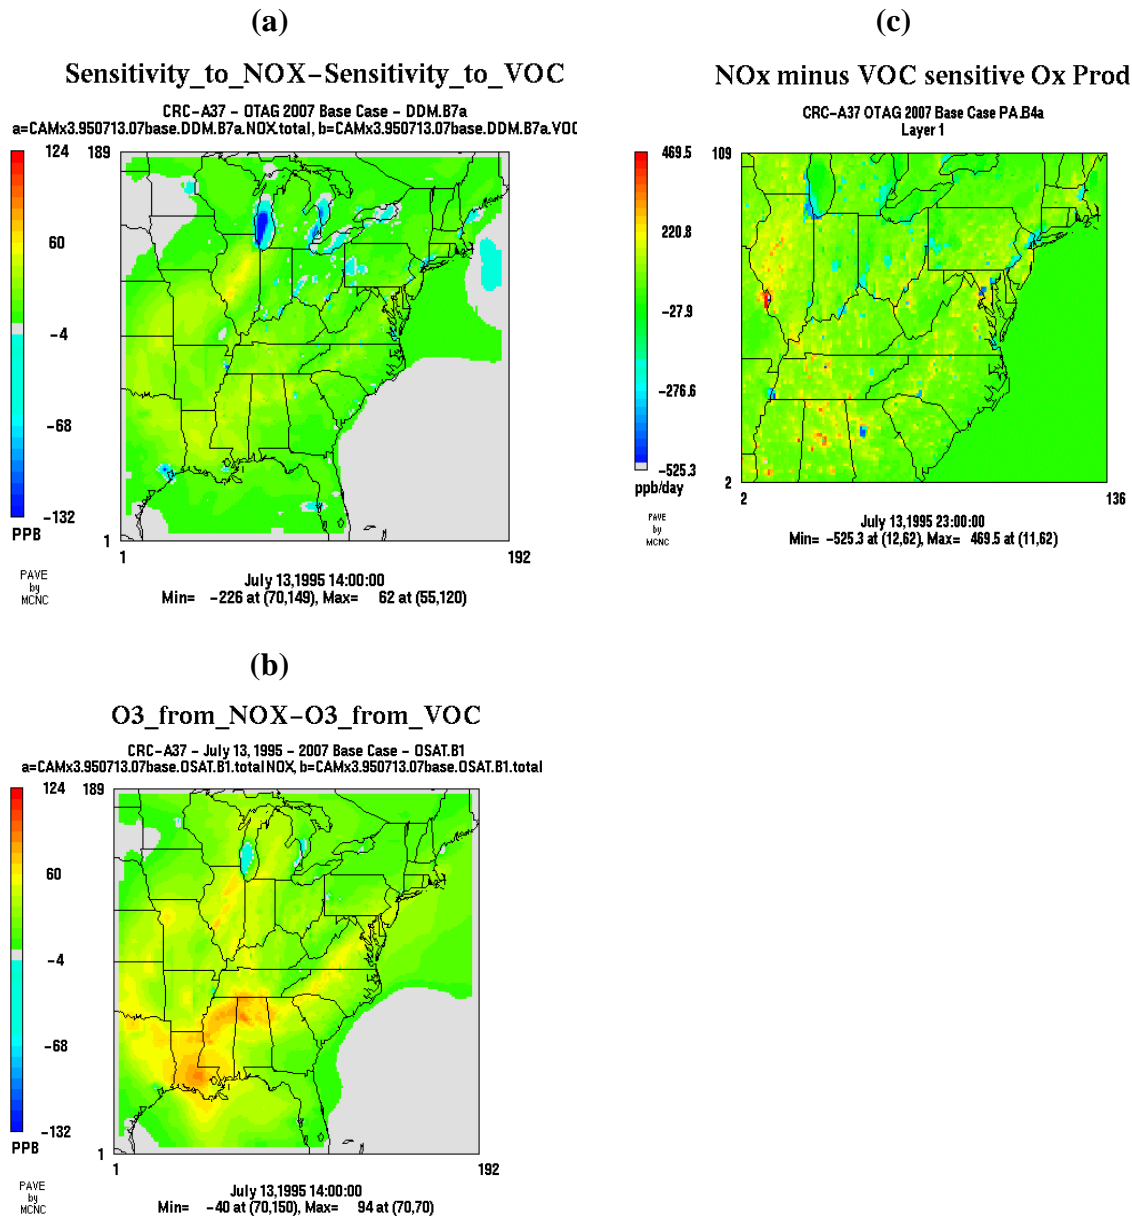 (a)
Sensitivity_to_NOX-Sensitivity_to_VOC
CRC-A37 - OTAG 2007 Base Case - DDM.B7a
a=CAMx3.950713.07base.DDM.B7a.NOX.total, b=CAMx3.950713.07base.DDM.B7a.VOC
124
60
-4
-68
-132
PPB
189
1
1
192
PAVE
by
MCNC
July 13,1995 14:00:00
Min= -226 at (70,149), Max= 62 at (55,120)
(c)
NOx minus VOC sensitive Ox Prod
CRC-A37 OTAG 2007 Base Case PA.B4a
Layer 1
469.5
220.8
-27.9
-276.6
-525.3
ppb/day
109
2
2
136
PAVE
by
MCNC
July 13,1995 23:00:00
Min= -525.3 at (12,62), Max= 469.5 at (11,62)
(b)
O3_from_NOX-O3_from_VOC
CRC-A37 - July 13, 1995 - 2007 Base Case - OSAT.B1
a=CAMx3.950713.07base.OSAT.B1.totalNOX, b=CAMx3.950713.07base.OSAT.B1.total
124
60
-4
-68
-132
PPB
189
1
1
192
PAVE
by
MCNC
July 13,1995 14:00:00
Min= -40 at (70,150), Max= 94 at (70,70)